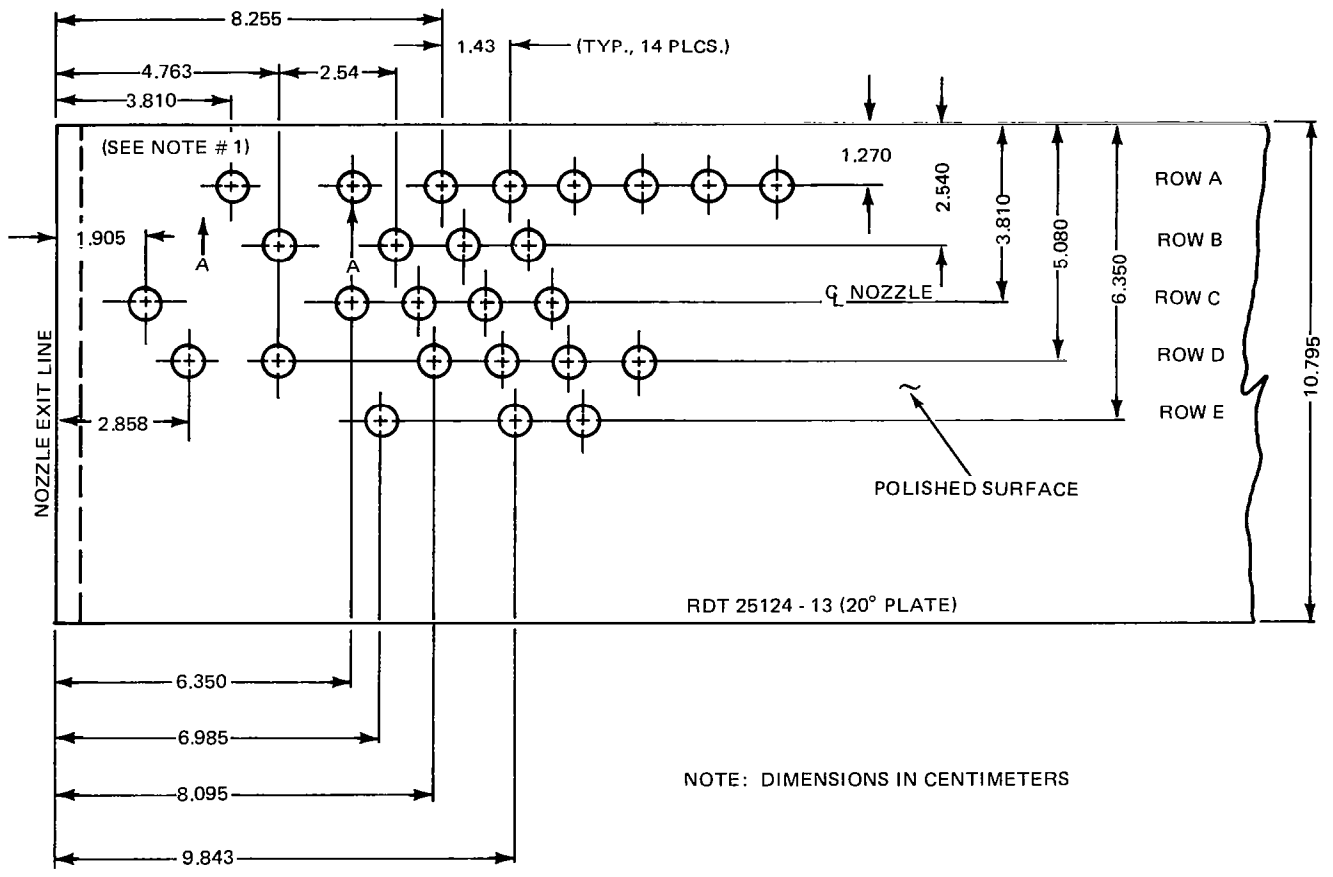 8.255
1.43
(TYP., 14 PLCS.)
4.763
2.54
3.810
(SEE NOTE # 1)
1.270
2.540
3.810
5.080
6.350
10.795
ROW A
1.905
A
A
ROW B
℄ NOZZLE
ROW C
ROW D
NOZZLE EXIT LINE
2.858
ROW E
POLISHED SURFACE
RDT 25124 - 13 (20° PLATE)
6.350
6.985
NOTE: DIMENSIONS IN CENTIMETERS
8.095
9.843